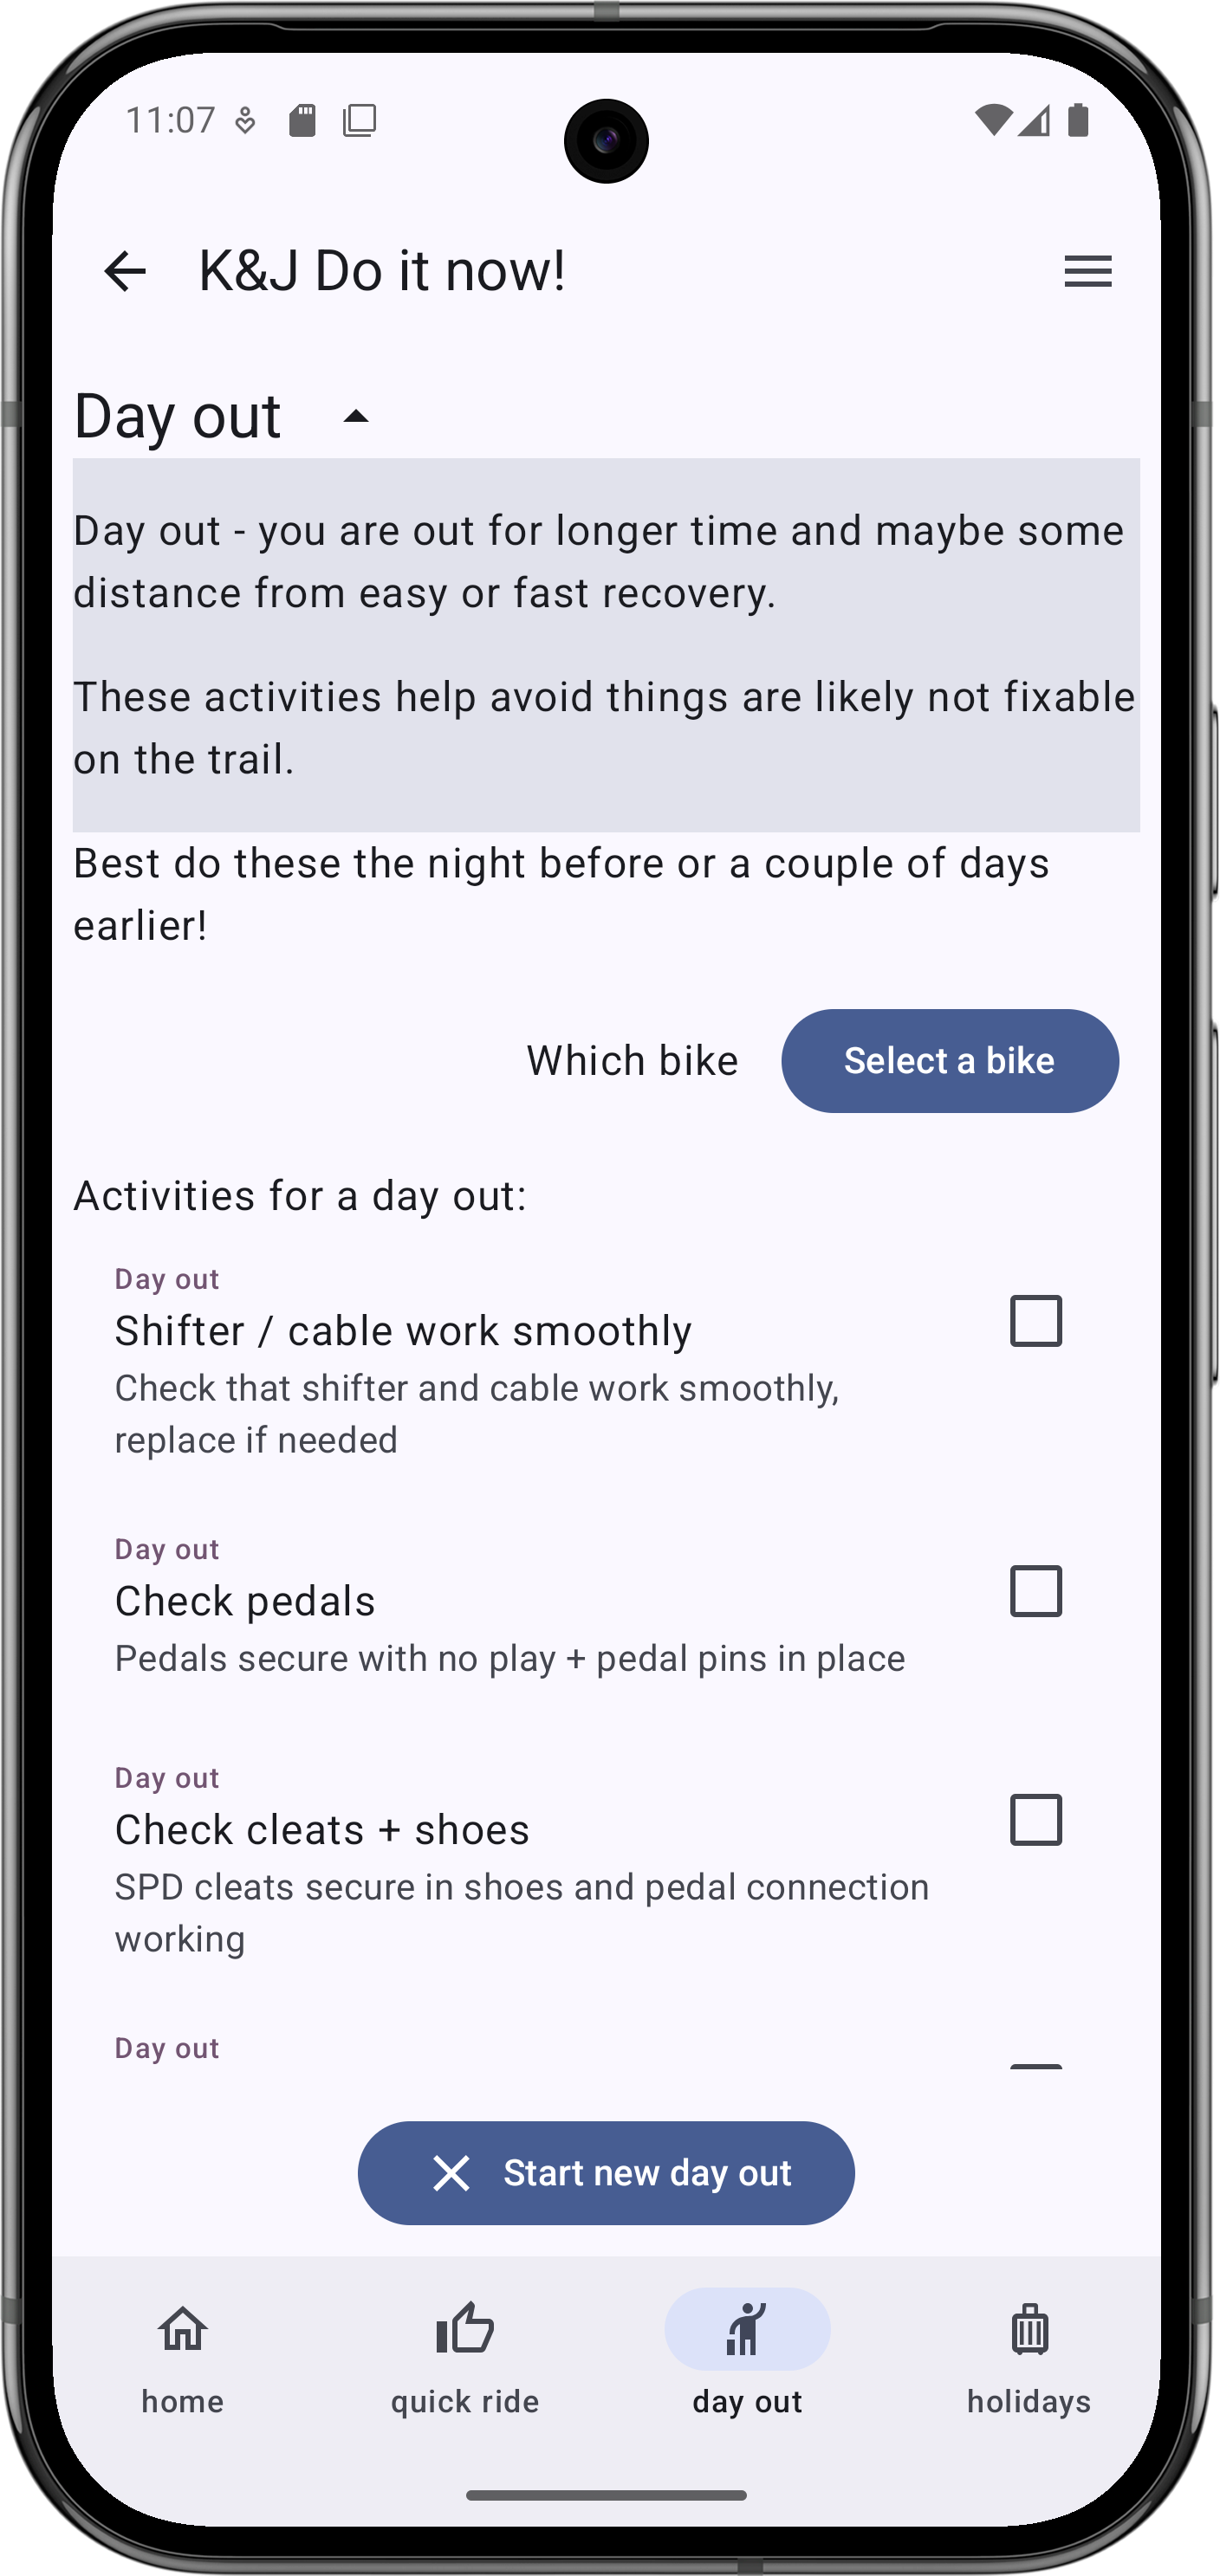 11:07
K&J Do it now!
Day out
Day out - you are out for longer time and maybe some
distance from easy or fast recovery.
These activities help avoid things are likely not fixable
on the trail.
Best do these the night before or a couple of days
earlier!
Which bike
Select a bike
Activities for a day out:
Day out
Shifter / cable work smoothly
Check that shifter and cable work smoothly,
replace if needed
Day out
Check pedals
Pedals secure with no play + pedal pins in place
Day out
Check cleats + shoes
SPD cleats secure in shoes and pedal connection
working
Day out
Start new day out
home
quick ride
day out
holidays